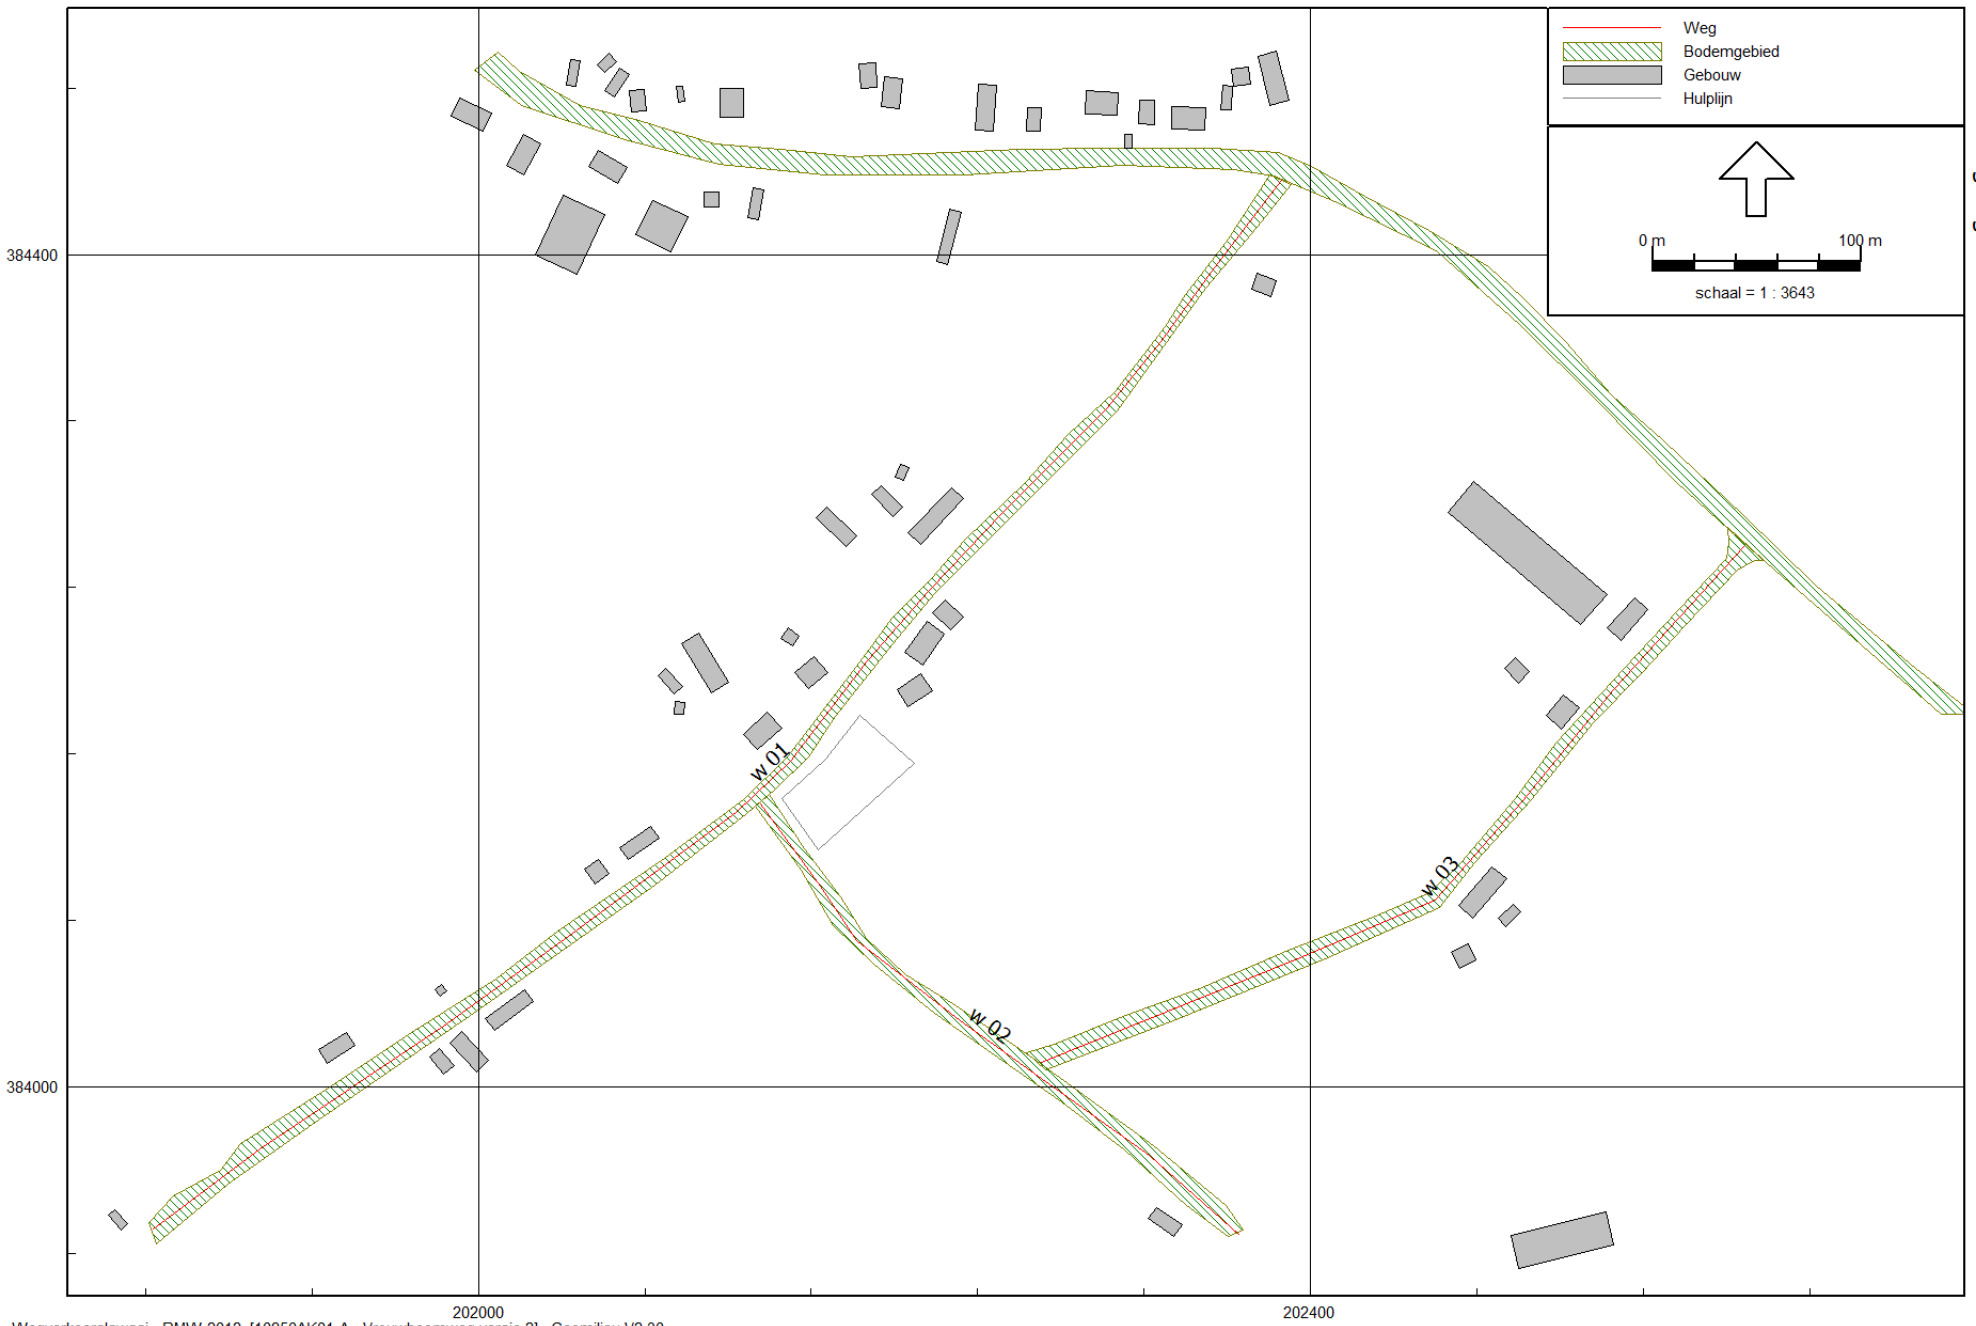 Weg
Bodemgebied
Gebouw
Hulplijn
0 m
100 m
schaal = 1 : 3643
384400
w 01
w 03
w 02
384000
202000
202400